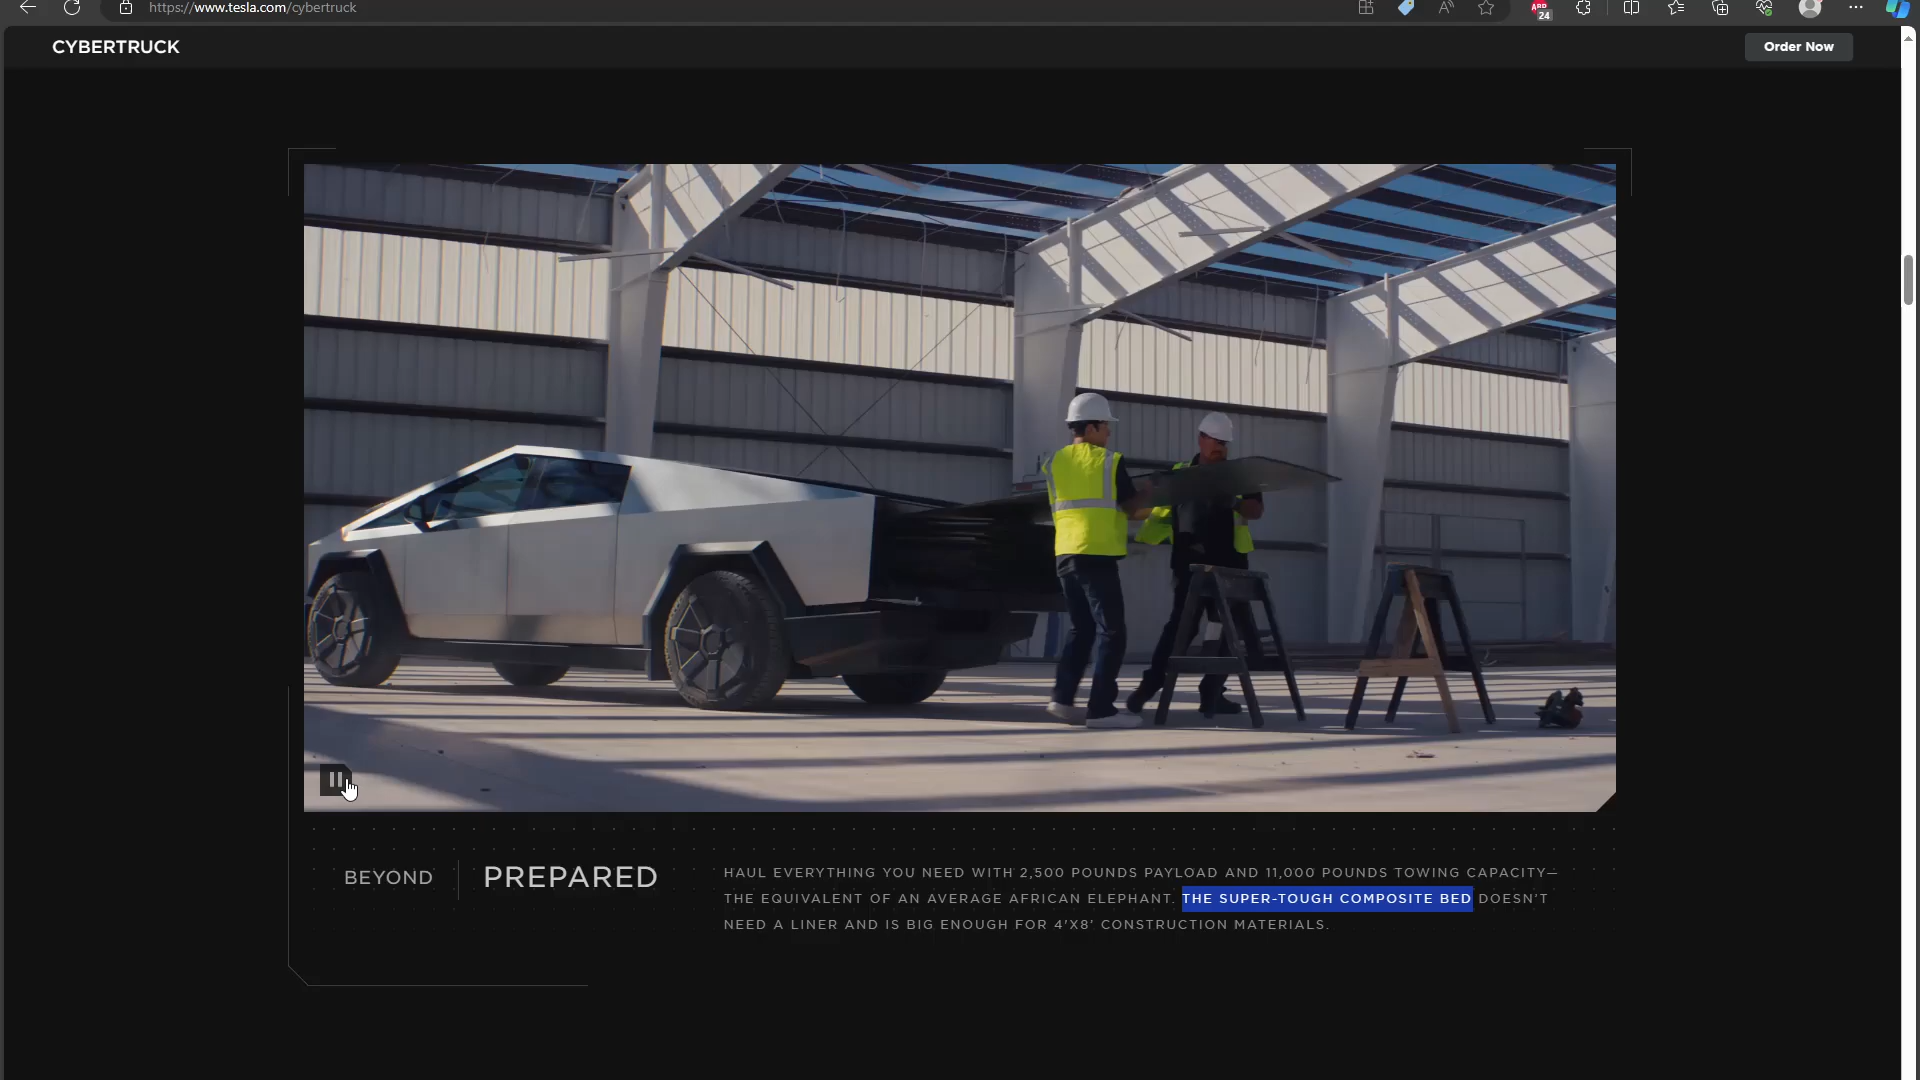 https://www.tesla.com/cybertruck
ABP
24
CYBERTRUCK
Order Now
BEYOND
PREPARED
HAUL EVERYTHING YOU NEED WITH 2,500 POUNDS PAYLOAD AND 11,000 POUNDS TOWING CAPACITY—
THE EQUIVALENT OF AN AVERAGE AFRICAN ELEPHANT. THE SUPER-TOUGH COMPOSITE BED DOESN'T
NEED A LINER AND IS BIG ENOUGH FOR 4'X8' CONSTRUCTION MATERIALS.